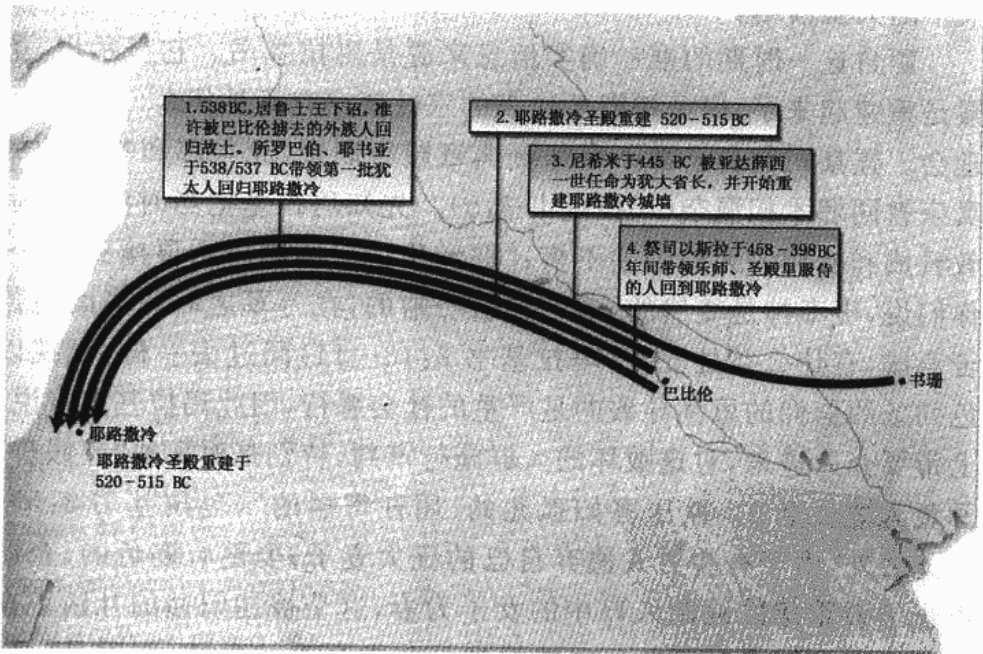 1.538BC,居鲁士王下诏,准
许被巴比伦掳去的外族人回
归故土。所罗巴伯、耶书亚
于538/537 BC带领第一批犹
太人回归耶路撒冷
2.耶路撒冷圣殿重建 520-515BC
3.尼希米于445 BC 被亚达薛西
一世任命为犹大省长,并开始重
建耶路撒冷城墙
4.祭司以斯拉于458-398BC
年间带领乐师、圣殿里服侍
的人回到耶路撒冷
书珊
巴比伦
耶路撒冷
耶路撒冷圣殿重建于
520-515 BC